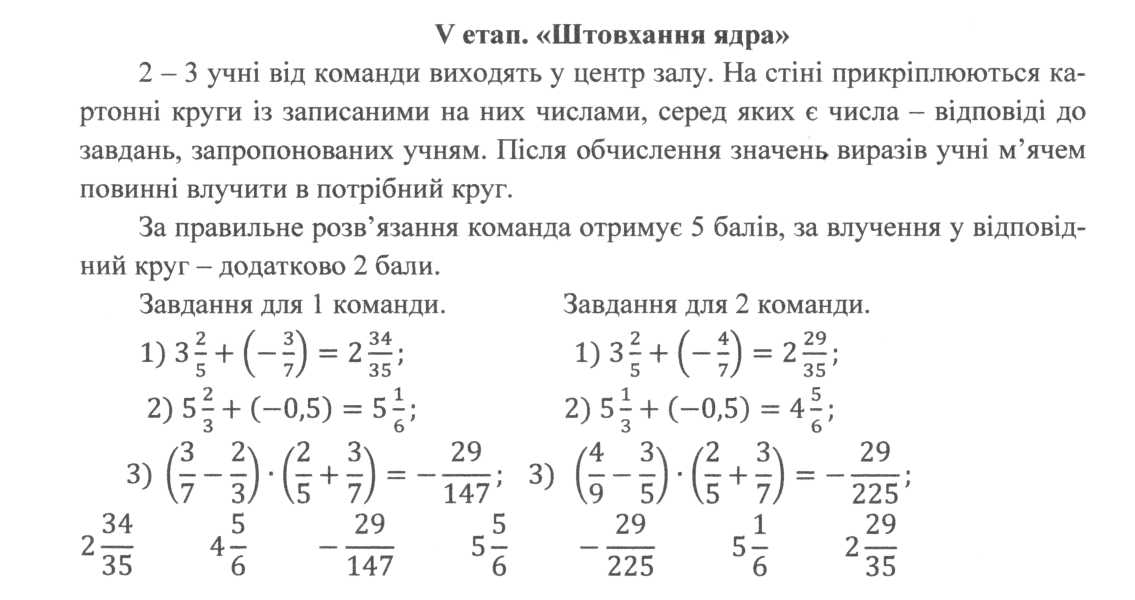 V етап. «Штовхання ядра»
2 – 3 учні від команди виходять у центр залу. На стіні прикріплюються ка-
ртонні круги із записаними на них числами, серед яких є числа – відповіді до
завдань, запропонованих учням. Після обчислення значень виразів учні м’ячем
повинні влучити в потрібний круг.
За правильне розв’язання команда отримує 5 балів, за влучення у відповід-
ний круг – додатково 2 бали.
Завдання для 1 команди. Завдання для 2 команди.
1) 3 2/5 + (−3/7) = 2 34/35; 1) 3 2/5 + (−4/7) = 2 29/35;
2) 5 2/3 + (−0,5) = 5 1/6; 2) 5 1/3 + (−0,5) = 4 5/6;
3) (3/7 − 2/3) · (2/5 + 3/7) = − 29/147; 3) (4/9 − 3/5) · (2/5 + 3/7) = − 29/225;
2 34/35 4 5/6 − 29/147 5 5/6 − 29/225 5 1/6 2 29/35